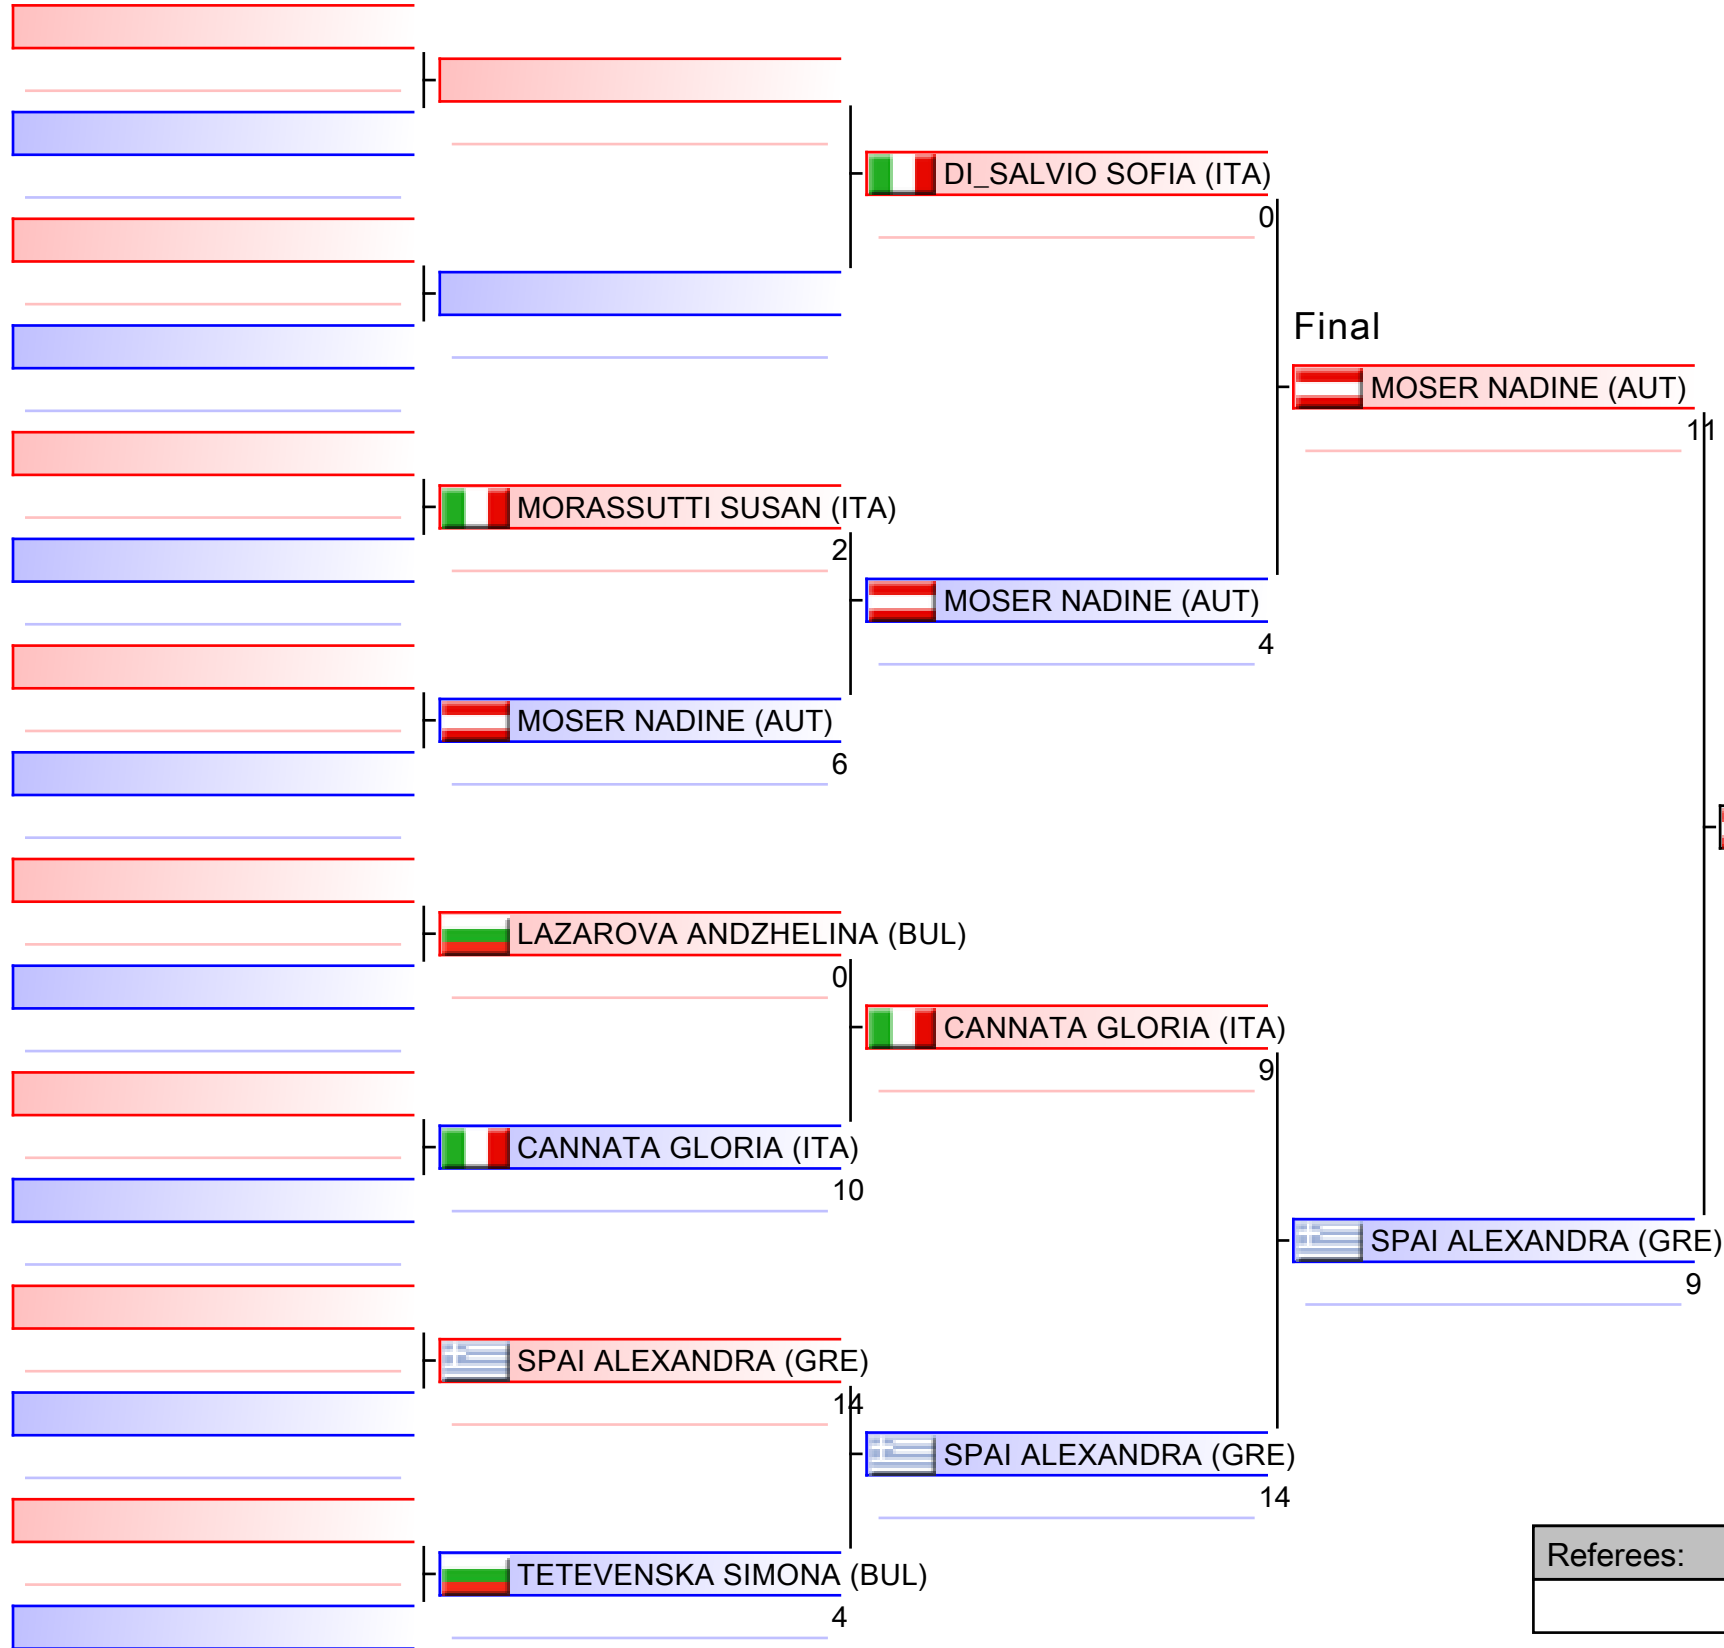 DI_SALVIO SOFIA (ITA)
0
Final
MOSER NADINE (AUT)
11
MORASSUTTI SUSAN (ITA)
2
MOSER NADINE (AUT)
4
MOSER NADINE (AUT)
6
LAZAROVA ANDZHELINA (BUL)
0
CANNATA GLORIA (ITA)
9
CANNATA GLORIA (ITA)
10
SPAI ALEXANDRA (GRE)
9
SPAI ALEXANDRA (GRE)
14
SPAI ALEXANDRA (GRE)
14
TETEVENSKA SIMONA (BUL)
4
Referees: